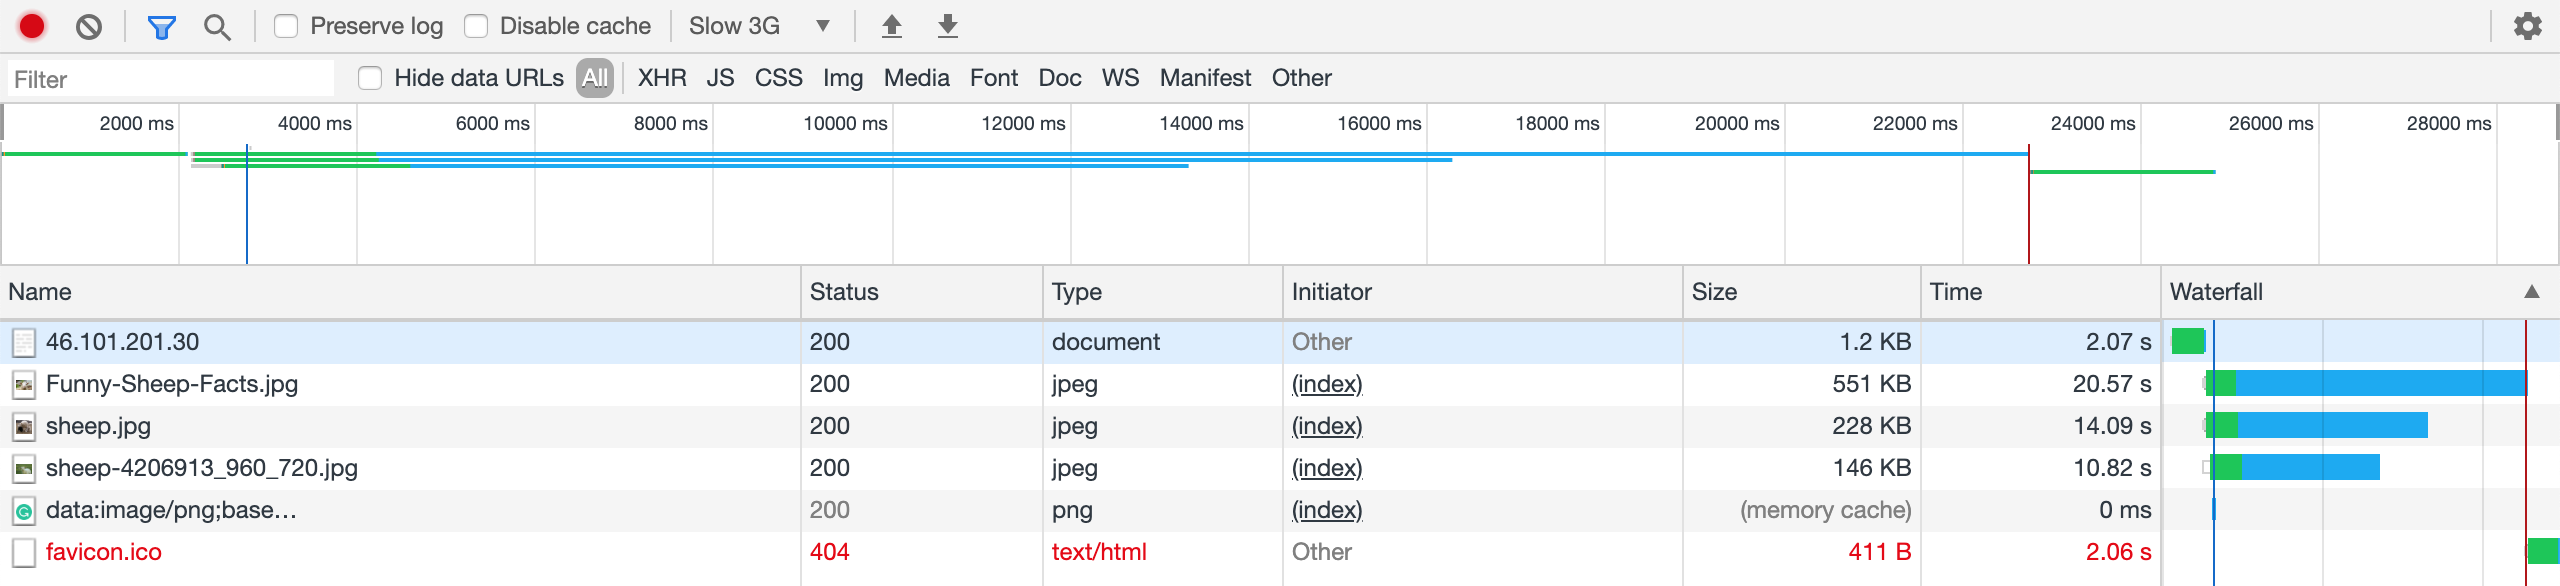 Preserve log Disable cache Slow 3G ▼
Filter Hide data URLs All XHR JS CSS Img Media Font Doc WS Manifest Other
2000 ms 4000 ms 6000 ms 8000 ms 10000 ms 12000 ms 14000 ms 16000 ms 18000 ms 20000 ms 22000 ms 24000 ms 26000 ms 28000 ms
Name Status Type Initiator Size Time Waterfall ▲
46.101.201.30 200 document Other 1.2 KB 2.07 s
Funny-Sheep-Facts.jpg 200 jpeg (index) 551 KB 20.57 s
sheep.jpg 200 jpeg (index) 228 KB 14.09 s
sheep-4206913_960_720.jpg 200 jpeg (index) 146 KB 10.82 s
data:image/png;base… 200 png (index) (memory cache) 0 ms
favicon.ico 404 text/html Other 411 B 2.06 s